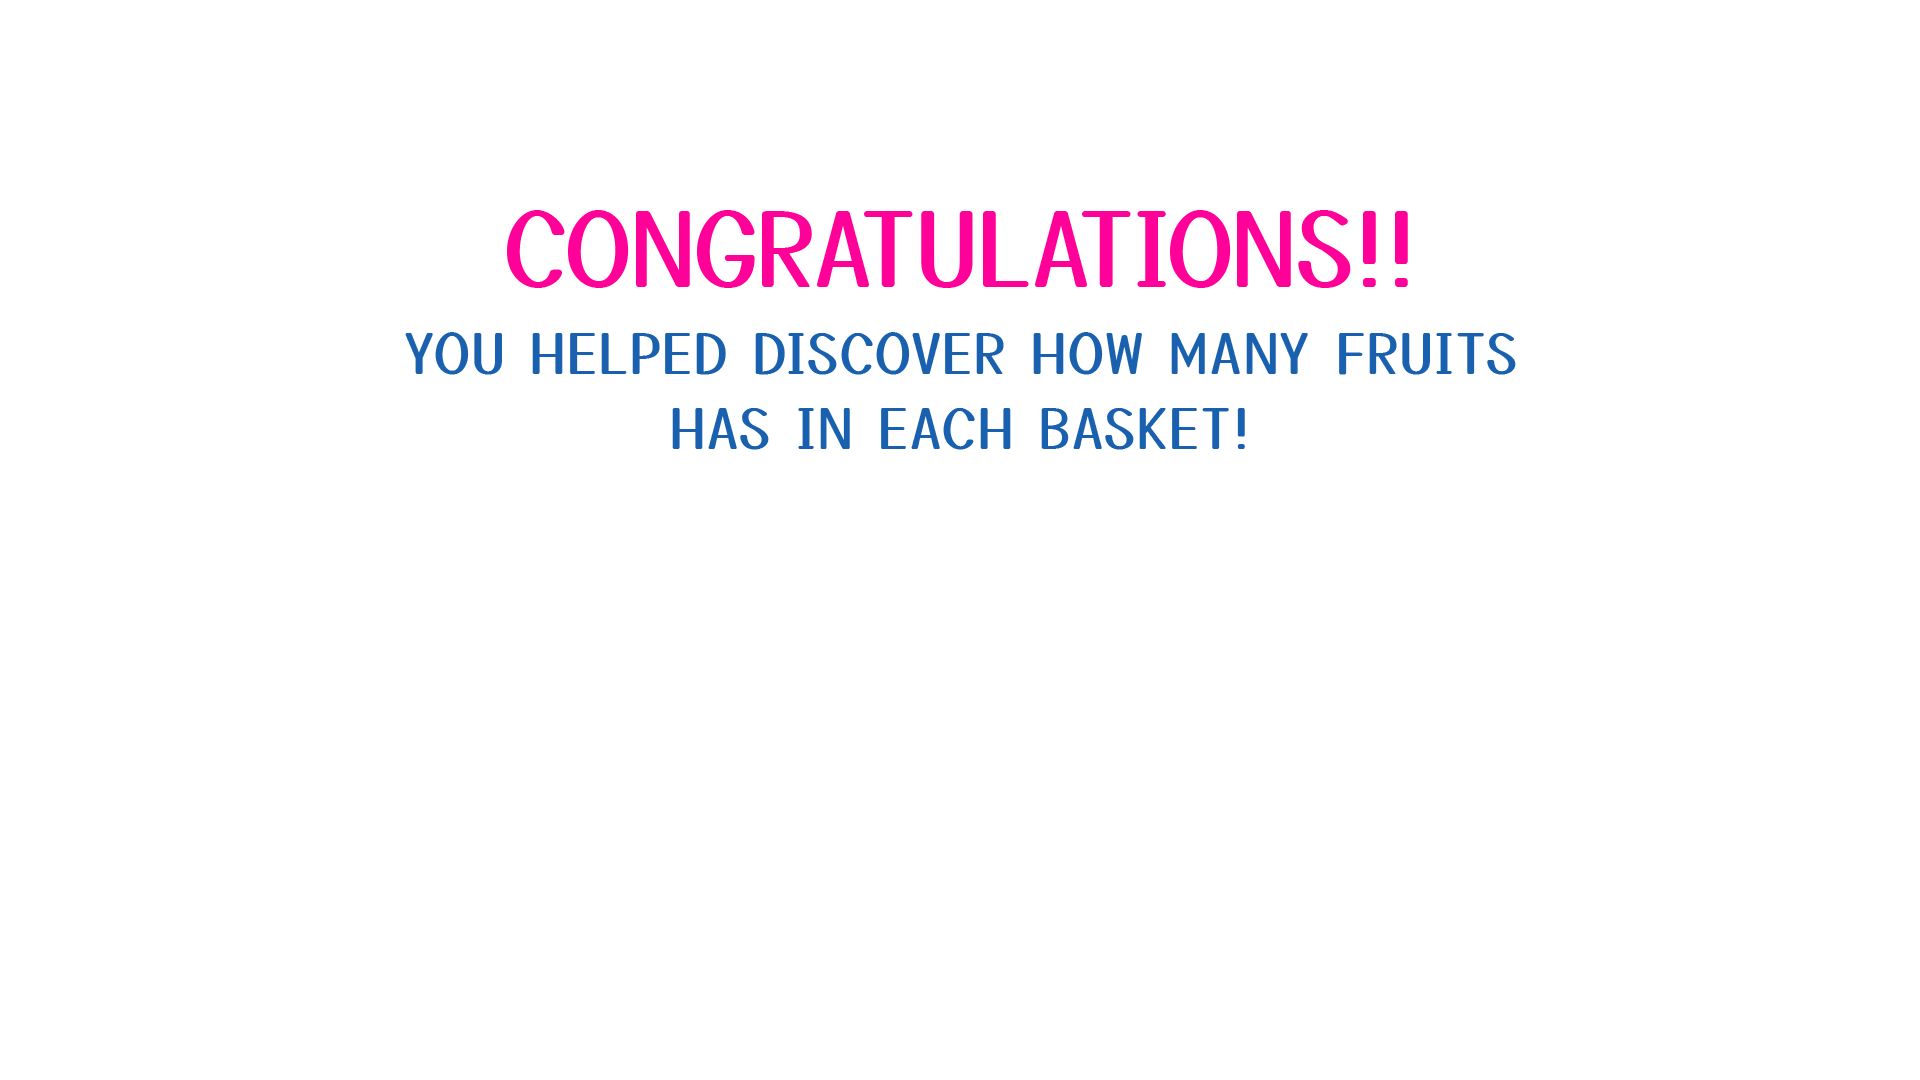 CONGRATULATIONS!!
YOU HELPED DISCOVER HOW MANY FRUITS
HAS IN EACH BASKET!